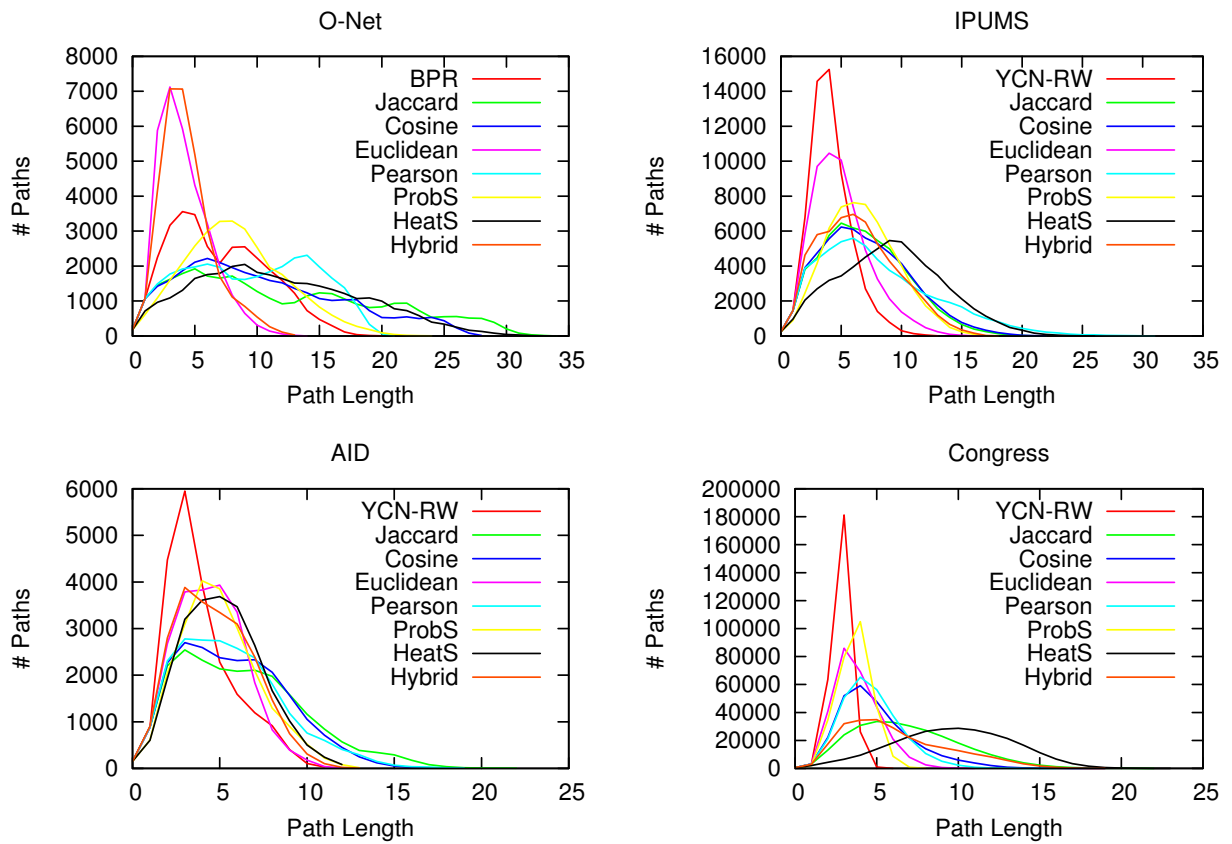 O-Net
8000
7000
6000
5000
4000
3000
2000
1000
0
# Paths
BPR
Jaccard
Cosine
Euclidean
Pearson
ProbS
HeatS
Hybrid
0 5 10 15 20 25 30 35
Path Length
IPUMS
16000
14000
12000
10000
8000
6000
4000
2000
0
# Paths
YCN-RW
Jaccard
Cosine
Euclidean
Pearson
ProbS
HeatS
Hybrid
0 5 10 15 20 25 30 35
Path Length
AID
6000
5000
4000
3000
2000
1000
0
# Paths
YCN-RW
Jaccard
Cosine
Euclidean
Pearson
ProbS
HeatS
Hybrid
0 5 10 15 20 25
Path Length
Congress
200000
180000
160000
140000
120000
100000
80000
60000
40000
20000
0
# Paths
YCN-RW
Jaccard
Cosine
Euclidean
Pearson
ProbS
HeatS
Hybrid
0 5 10 15 20 25
Path Length